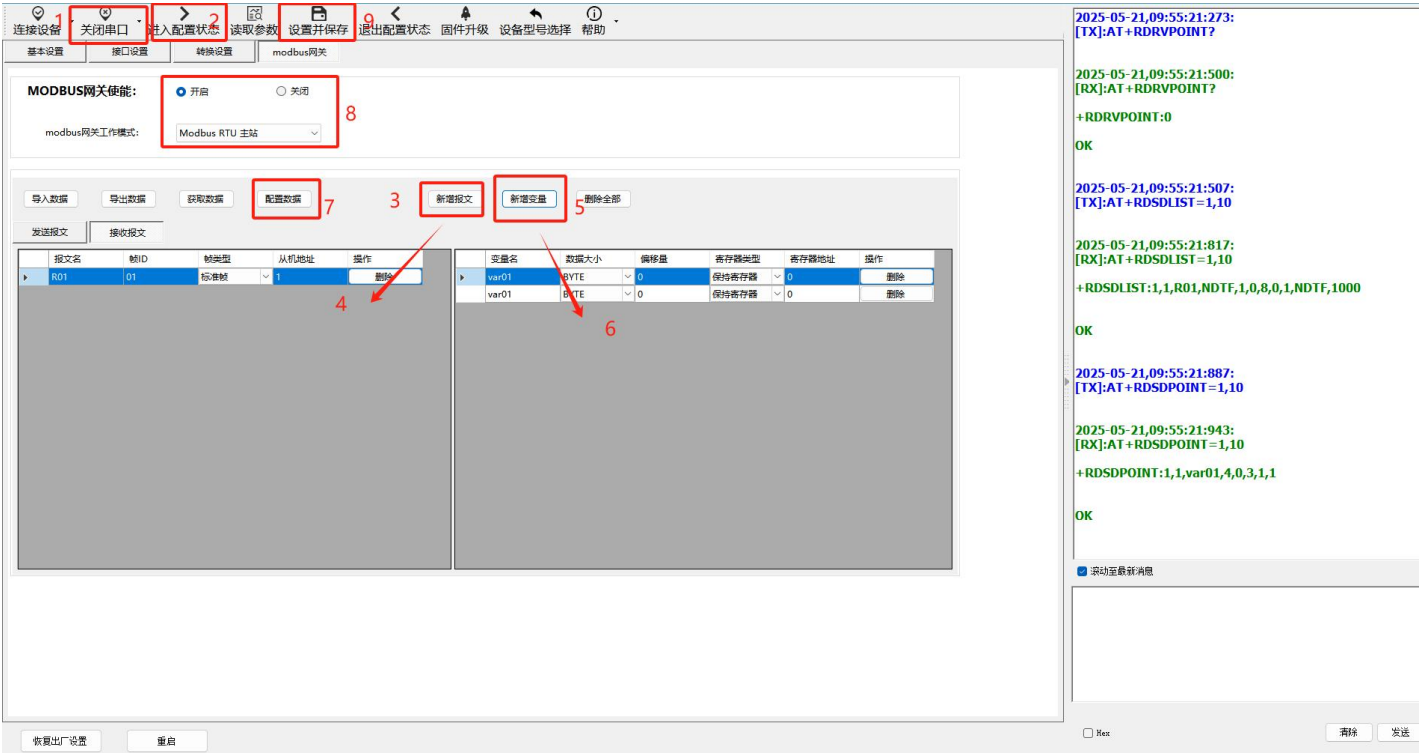 连接设备 1 关闭串口 进入配置状态 2 读取参数 设置并保存 9 退出配置状态 固件升级 设备型号选择 帮助
基本设置 接口设置 转换设置 modbus网关
MODBUS网关使能： 开启 关闭
8
modbus网关工作模式： Modbus RTU 主站
导入数据 导出数据 获取数据 配置数据 7 3 新增报文 新增变量 5 删除全部
发送报文 接收报文
报文名 帧ID 帧类型 从机地址 操作
R01 01 标准帧 1 删除
变量名 数据大小 偏移量 寄存器类型 寄存器地址 操作
var01 BYTE 0 保持寄存器 0 删除
var01 BYTE 0 保持寄存器 0 删除
4
6
恢复出厂设置 重启
2025-05-21,09:55:21:273:
[TX]:AT+RDRVPOINT?
2025-05-21,09:55:21:500:
[RX]:AT+RDRVPOINT?
+RDRVPOINT:0
OK
2025-05-21,09:55:21:507:
[TX]:AT+RDSDLIST=1,10
2025-05-21,09:55:21:817:
[RX]:AT+RDSDLIST=1,10
+RDSDLIST:1,1,R01,NDTF,1,0,8,0,1,NDTF,1000
OK
2025-05-21,09:55:21:887:
[TX]:AT+RDSDPOINT=1,10
2025-05-21,09:55:21:943:
[RX]:AT+RDSDPOINT=1,10
+RDSDPOINT:1,1,var01,4,0,3,1,1
OK
滚动至最新消息
Hex 清除 发送